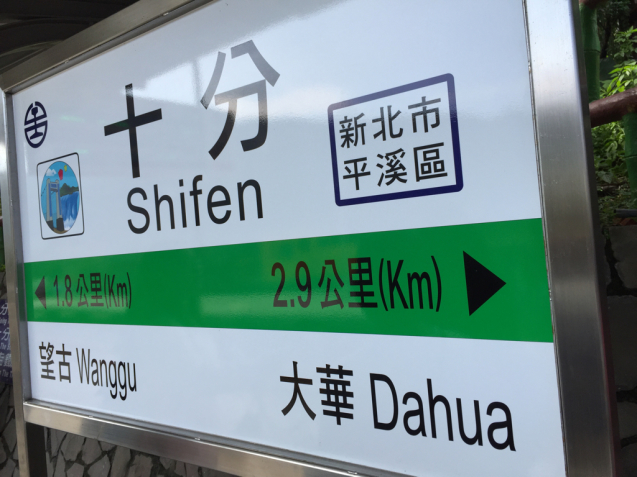 十分
Shifen
新北市
平溪區
1.8公里(Km)
2.9公里(Km)
望古 Wanggu
大華 Dahua